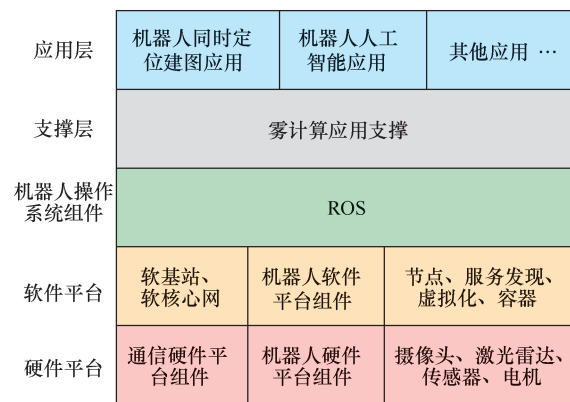 应用层
机器人同时定
位建图应用
机器人人工
智能应用
其他应用 …
支撑层
雾计算应用支撑
机器人操作
系统组件
ROS
软件平台
软基站、
软核心网
机器人软件
平台组件
节点、服务发现、
虚拟化、容器
硬件平台
通信硬件平
台组件
机器人硬件
平台组件
摄像头、激光雷达、
传感器、电机